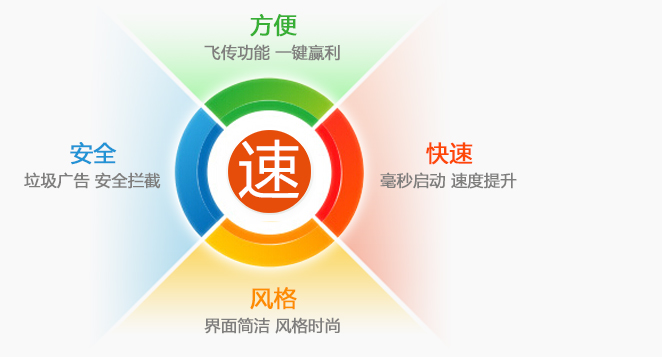 方便
飞传功能 一键赢利
安全
垃圾广告 安全拦截
速
快速
毫秒启动 速度提升
风格
界面简洁 风格时尚